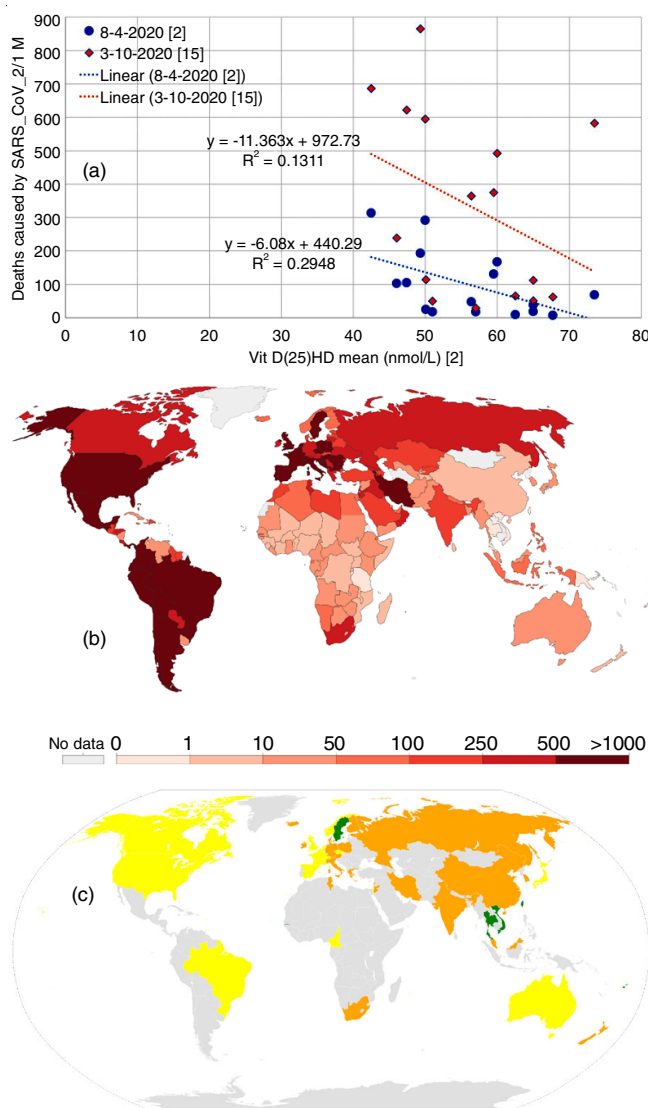 Deaths caused by SARS_CoV_2/1 M
900
800
700
600
500
400
300
200
100
0
8-4-2020 [2]
3-10-2020 [15]
Linear (8-4-2020 [2])
Linear (3-10-2020 [15])
y = -11.363x + 972.73
R² = 0.1311
(a)
y = -6.08x + 440.29
R² = 0.2948
0 10 20 30 40 50 60 70 80
Vit D(25)HD mean (nmol/L) [2]
(b)
No data 0 1 10 50 100 250 500 >1000
(c)